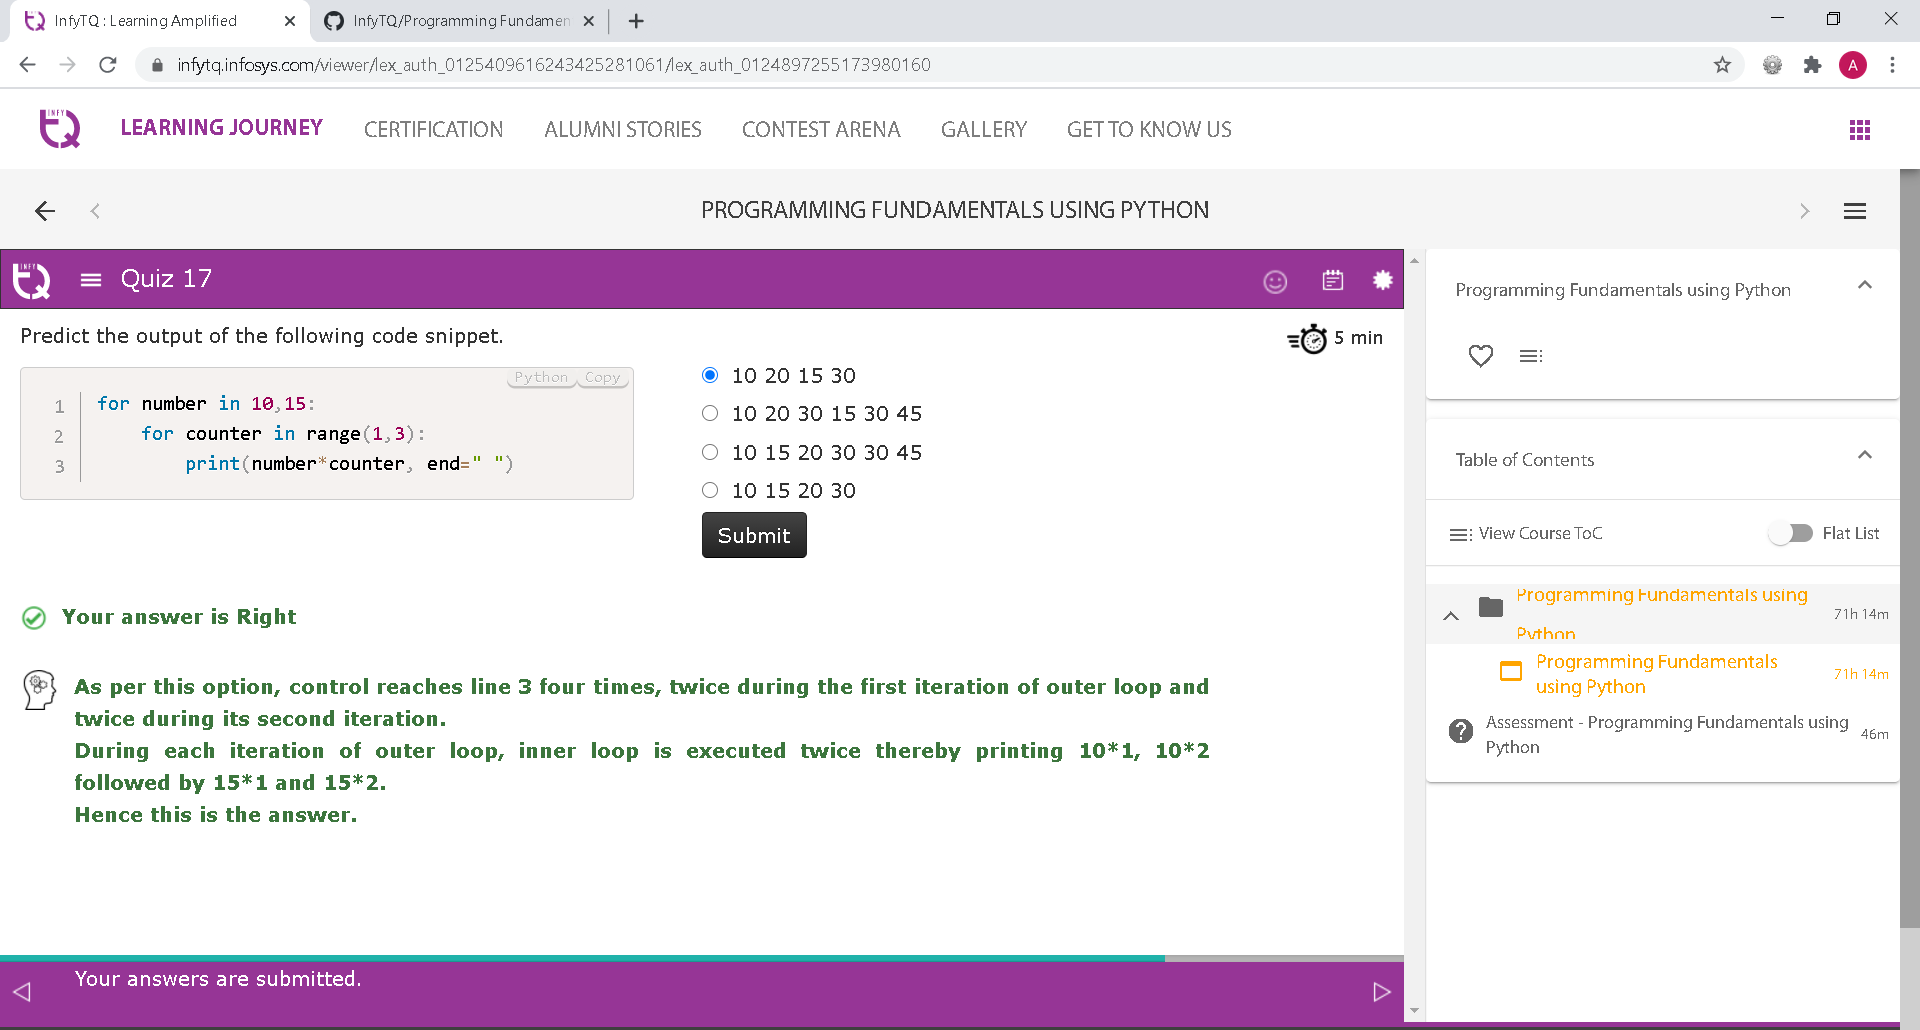 InfyTQ : Learning Amplified
InfyTQ/Programming Fundamen
infytq.infosys.com/viewer/lex_auth_0125409616243425281061/lex_auth_0124897255173980160
A
INFY
TQ
LEARNING JOURNEY
CERTIFICATION
ALUMNI STORIES
CONTEST ARENA
GALLERY
GET TO KNOW US
PROGRAMMING FUNDAMENTALS USING PYTHON
INFY
TQ
Quiz 17
Predict the output of the following code snippet.
5 min
Python
Copy
1 for number in 10,15:
2     for counter in range(1,3):
3         print(number*counter, end=" ")
10 20 15 30
10 20 30 15 30 45
10 15 20 30 30 45
10 15 20 30
Submit
Your answer is Right
As per this option, control reaches line 3 four times, twice during the first iteration of outer loop and
twice during its second iteration.
During each iteration of outer loop, inner loop is executed twice thereby printing 10*1, 10*2
followed by 15*1 and 15*2.
Hence this is the answer.
Your answers are submitted.
Programming Fundamentals using Python
Table of Contents
View Course ToC
Flat List
Programming Fundamentals using
Python
71h 14m
Programming Fundamentals
using Python
71h 14m
?
Assessment - Programming Fundamentals using
Python
46m